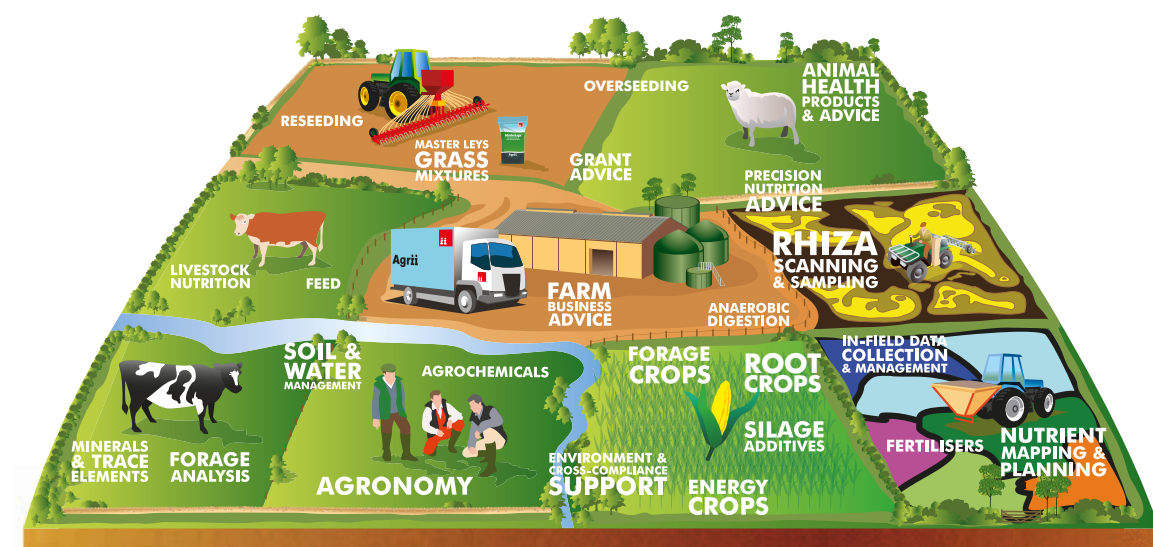 RESEEDING
MASTER LEYS
GRASS
MIXTURES
OVERSEEDING
GRANT
ADVICE
ANIMAL
HEALTH
PRODUCTS
& ADVICE
PRECISION
NUTRITION
ADVICE
LIVESTOCK
NUTRITION
FEED
Agrii
ii
ii
FARM
BUSINESS
ADVICE
ANAEROBIC
DIGESTION
RHIZA
SCANNING
& SAMPLING
SOIL &
WATER
MANAGEMENT
AGROCHEMICALS
MINERALS
& TRACE
ELEMENTS
FORAGE
ANALYSIS
AGRONOMY
ENVIRONMENT &
CROSS-COMPLIANCE
SUPPORT
FORAGE
CROPS
ROOT
CROPS
SILAGE
ADDITIVES
ENERGY
CROPS
IN-FIELD DATA
COLLECTION
& MANAGEMENT
FERTILISERS
NUTRIENT
MAPPING &
PLANNING